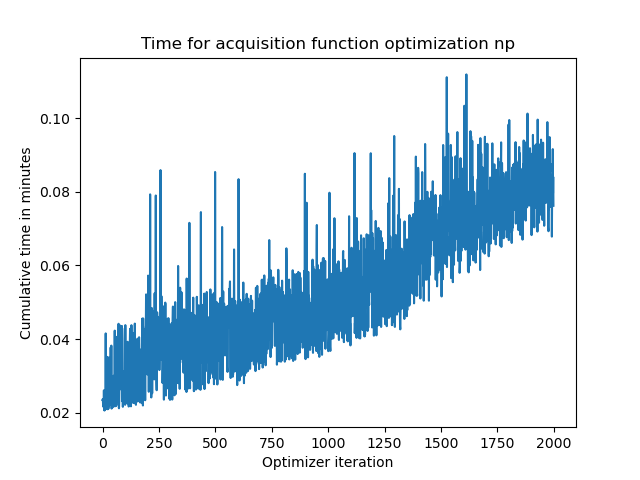 Time for acquisition function optimization np
Cumulative time in minutes
0.10
0.08
0.06
0.04
0.02
0 250 500 750 1000 1250 1500 1750 2000
Optimizer iteration